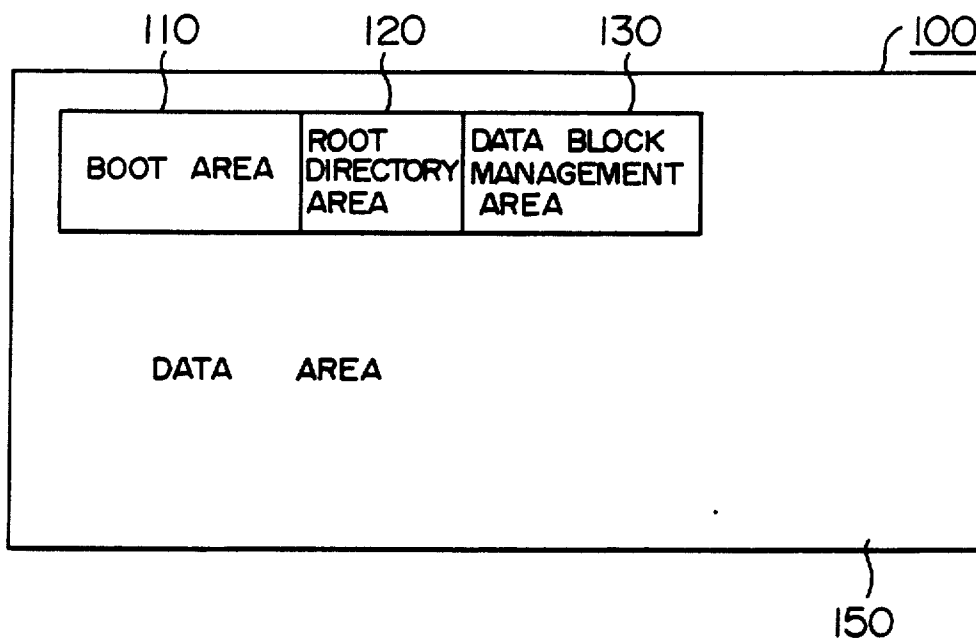 110 120 130 100
BOOT AREA
ROOT
DIRECTORY
AREA
DATA BLOCK
MANAGEMENT
AREA
DATA AREA
150